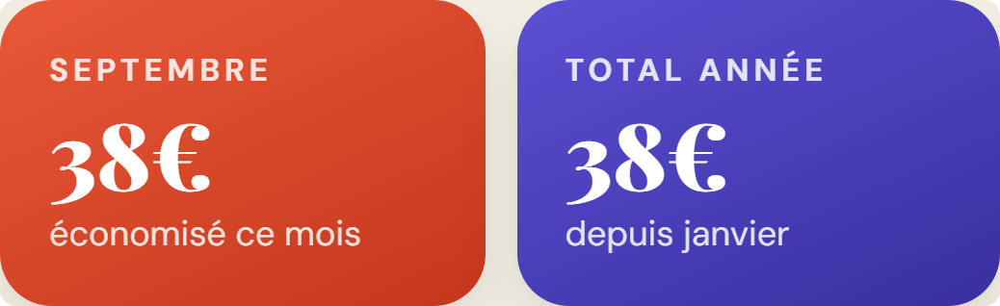 SEPTEMBRE
38€
économisé ce mois
TOTAL ANNÉE
38€
depuis janvier